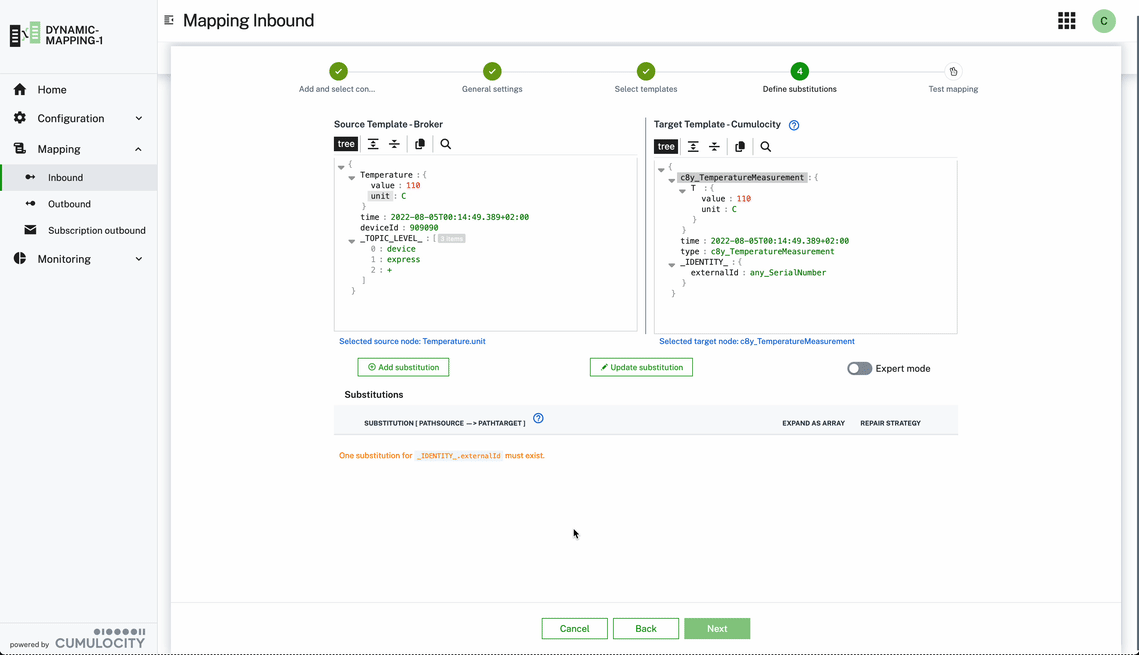 DYNAMIC-
MAPPING-1
Mapping Inbound
C
Home
Configuration
Mapping
Inbound
Outbound
Subscription outbound
Monitoring
powered by
CUMULOCITY
Add and select con...
General settings
Select templates
4
Define substitutions
Test mapping
Source Template - Broker
tree
{
Temperature : {
value : 110
unit : C
}
time : 2022-08-05T00:14:49.389+02:00
deviceId : 909090
_TOPIC_LEVEL_ : [ 3 items
0 : device
1 : express
2 : +
]
}
Selected source node: Temperature.unit
Target Template - Cumulocity ?
tree
{
c8y_TemperatureMeasurement : {
T : {
value : 110
unit : C
}
}
time : 2022-08-05T00:14:49.389+02:00
type : c8y_TemperatureMeasurement
_IDENTITY_ : {
externalId : any_SerialNumber
}
}
Selected target node: c8y_TemperatureMeasurement
Add substitution
Update substitution
Expert mode
Substitutions
SUBSTITUTION [ PATHSOURCE —> PATHTARGET ] ?
EXPAND AS ARRAY
REPAIR STRATEGY
One substitution for _IDENTITY_.externalId must exist.
Cancel
Back
Next